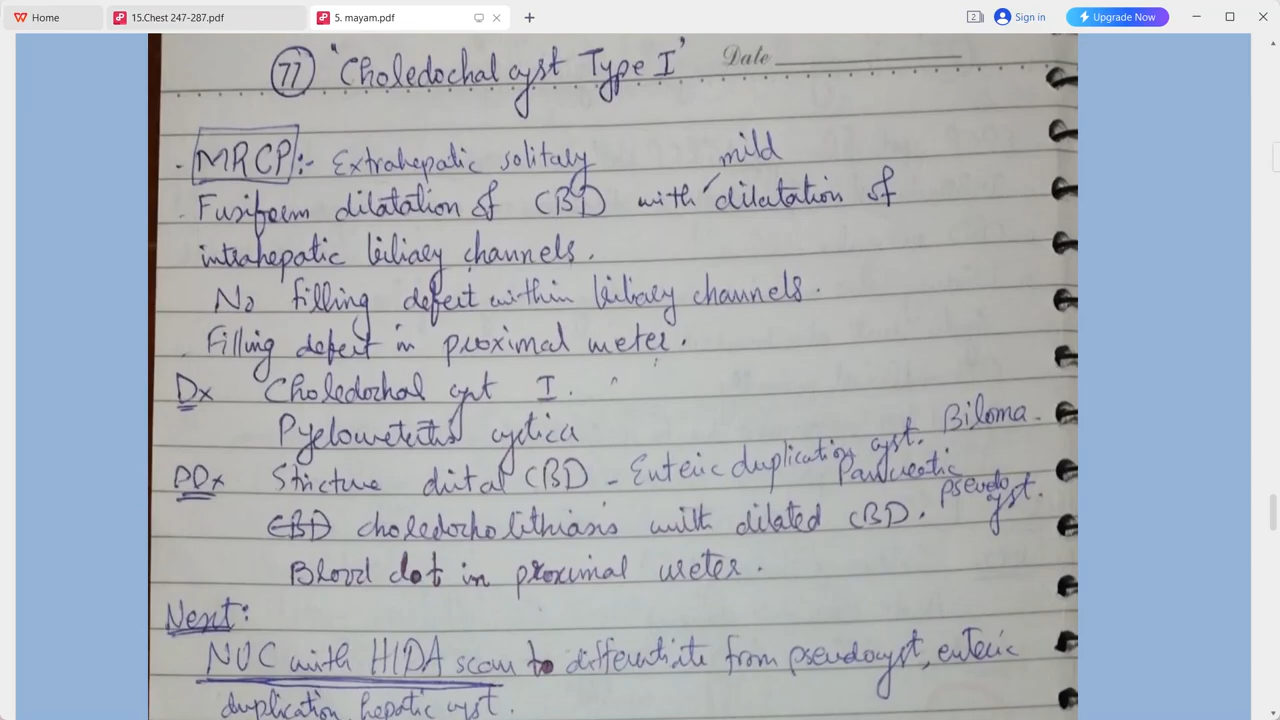 Home
15.Chest 247-287.pdf
5. mayam.pdf
2
Sign in
Upgrade Now
77 "Choledochal cyst Type I" Date
. MRCP:- Extrahepatic solitary mild
. Fusiform dilatation of CBD with dilatation of
intrahepatic biliary channels.
No filling defect within biliary channels.
. Filling defect in proximal ureter.
Dx Choledochal cyst I.
Pyeloureteritis cystica
DDx Stricture distal CBD - Enteric duplication cyst. Biloma - Pancreatic pseudo cyst.
CBD choledocholithiasis with dilated CBD.
Blood clot in proximal ureter.
Next:
NUC with HIDA scan to differentiate from pseudocyst, enteric
duplication, hepatic cyst.